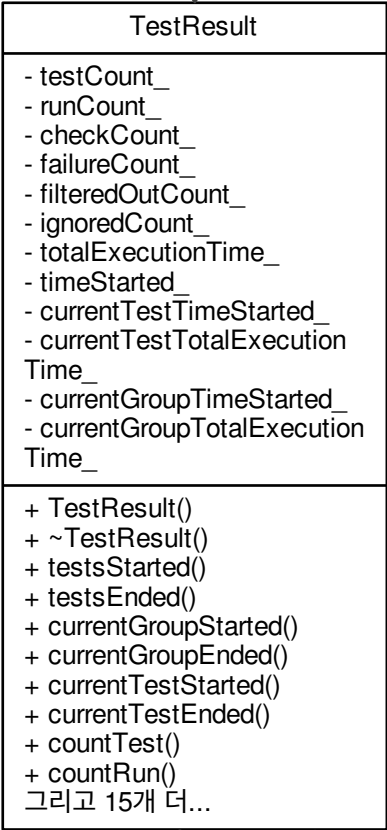 TestResult
- testCount_
- runCount_
- checkCount_
- failureCount_
- filteredOutCount_
- ignoredCount_
- totalExecutionTime_
- timeStarted_
- currentTestTimeStarted_
- currentTestTotalExecution
Time_
- currentGroupTimeStarted_
- currentGroupTotalExecution
Time_
+ TestResult()
+ ~TestResult()
+ testsStarted()
+ testsEnded()
+ currentGroupStarted()
+ currentGroupEnded()
+ currentTestStarted()
+ currentTestEnded()
+ countTest()
+ countRun()
그리고 15개 더...